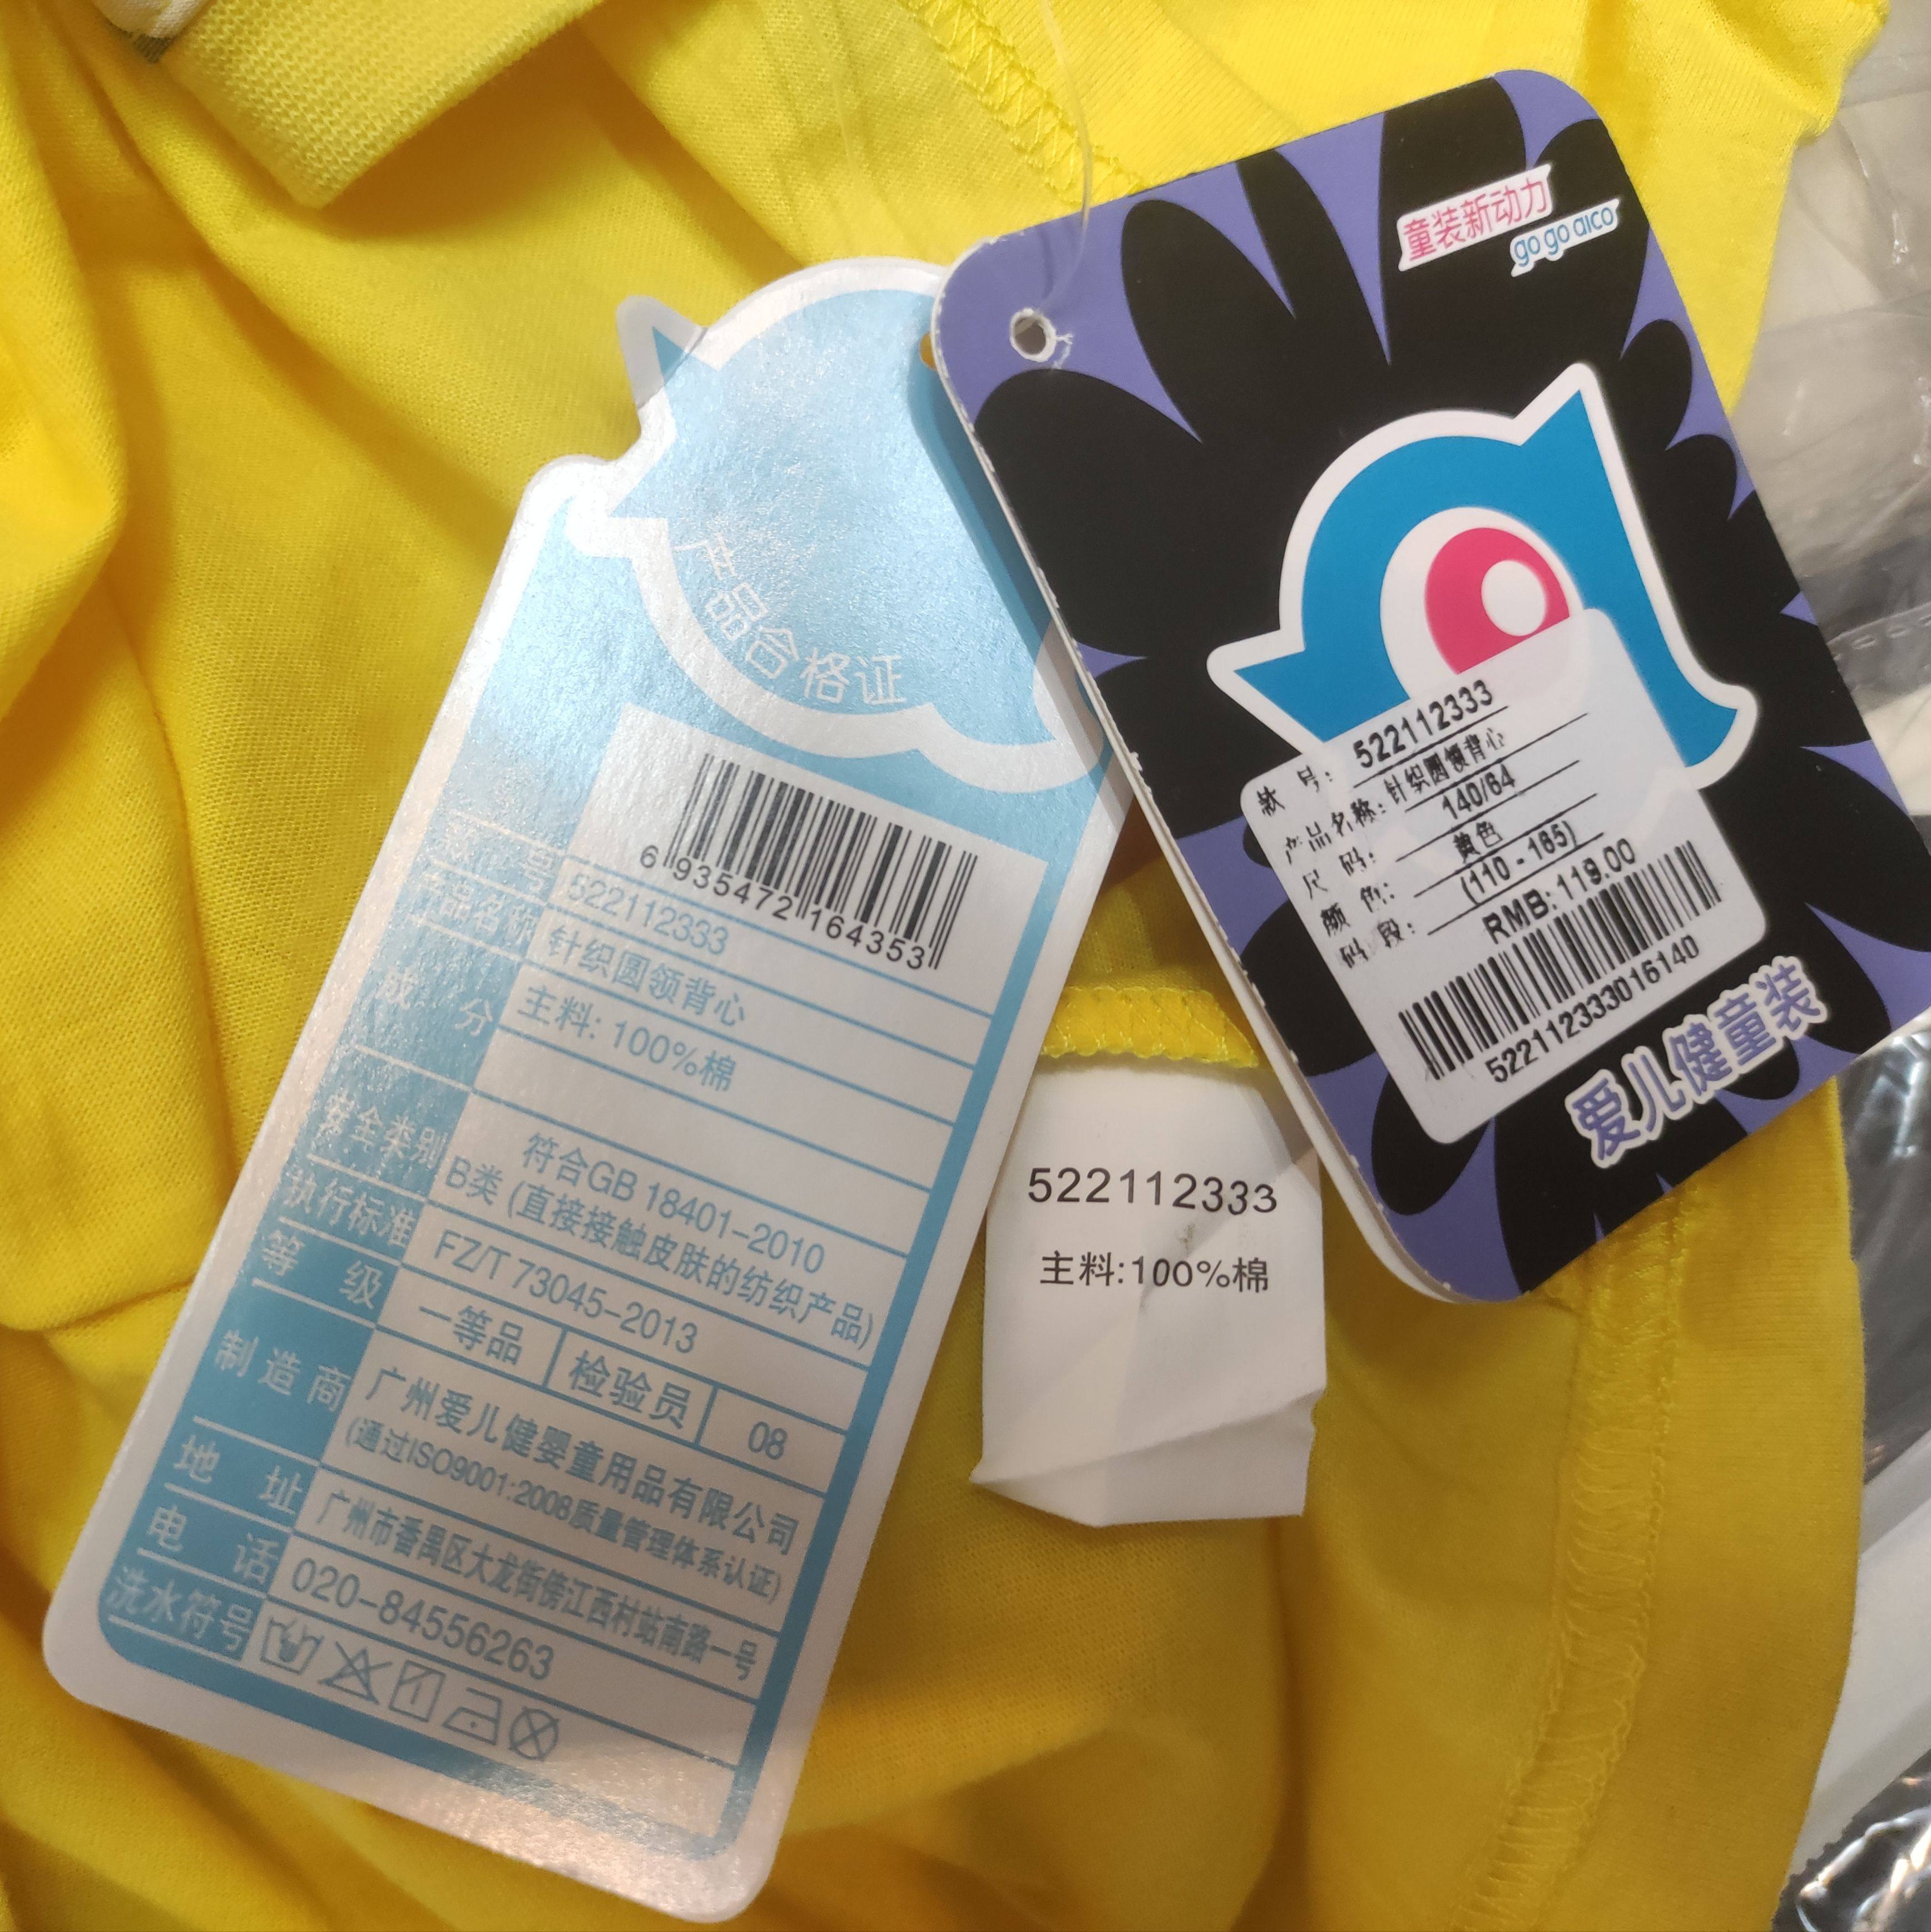 产品合格证
6 935472 164353
款 号 522112333
产品名称 针织圆领背心
成 分 主料: 100%棉
安全类别 符合GB 18401-2010
B类 (直接接触皮肤的纺织产品)
执行标准 FZ/T 73045-2013
等 级 一等品 检验员 08
制造商 广州爱儿健婴童用品有限公司
(通过ISO9001:2008质量管理体系认证)
地 址 广州市番禺区大龙街傍江西村站南路一号
电 话 020-84556263
洗水符号
童装新动力
go go aico
款 号: 522112333
产品名称: 针织圆领背心
尺 码: 140/64
颜 色: 黄色
码 段: (110-165)
RMB: 119.00
522112333016140
爱儿健童装
522112333
主料:100%棉